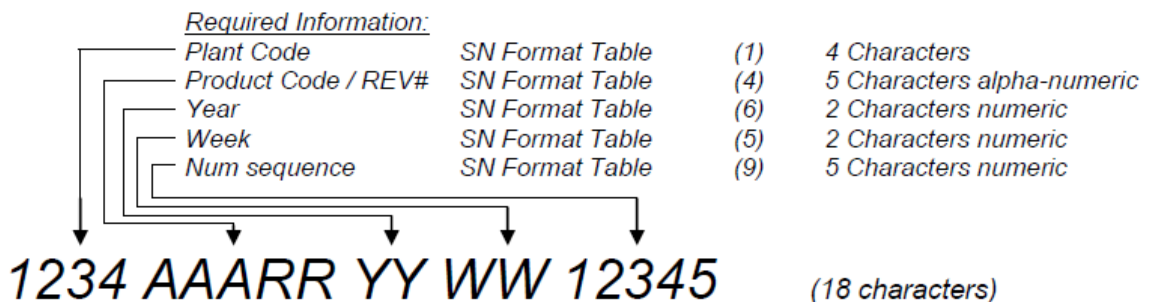 Required Information:
Plant Code SN Format Table (1) 4 Characters
Product Code / REV# SN Format Table (4) 5 Characters alpha-numeric
Year SN Format Table (6) 2 Characters numeric
Week SN Format Table (5) 2 Characters numeric
Num sequence SN Format Table (9) 5 Characters numeric
1234 AAARR YY WW 12345 (18 characters)